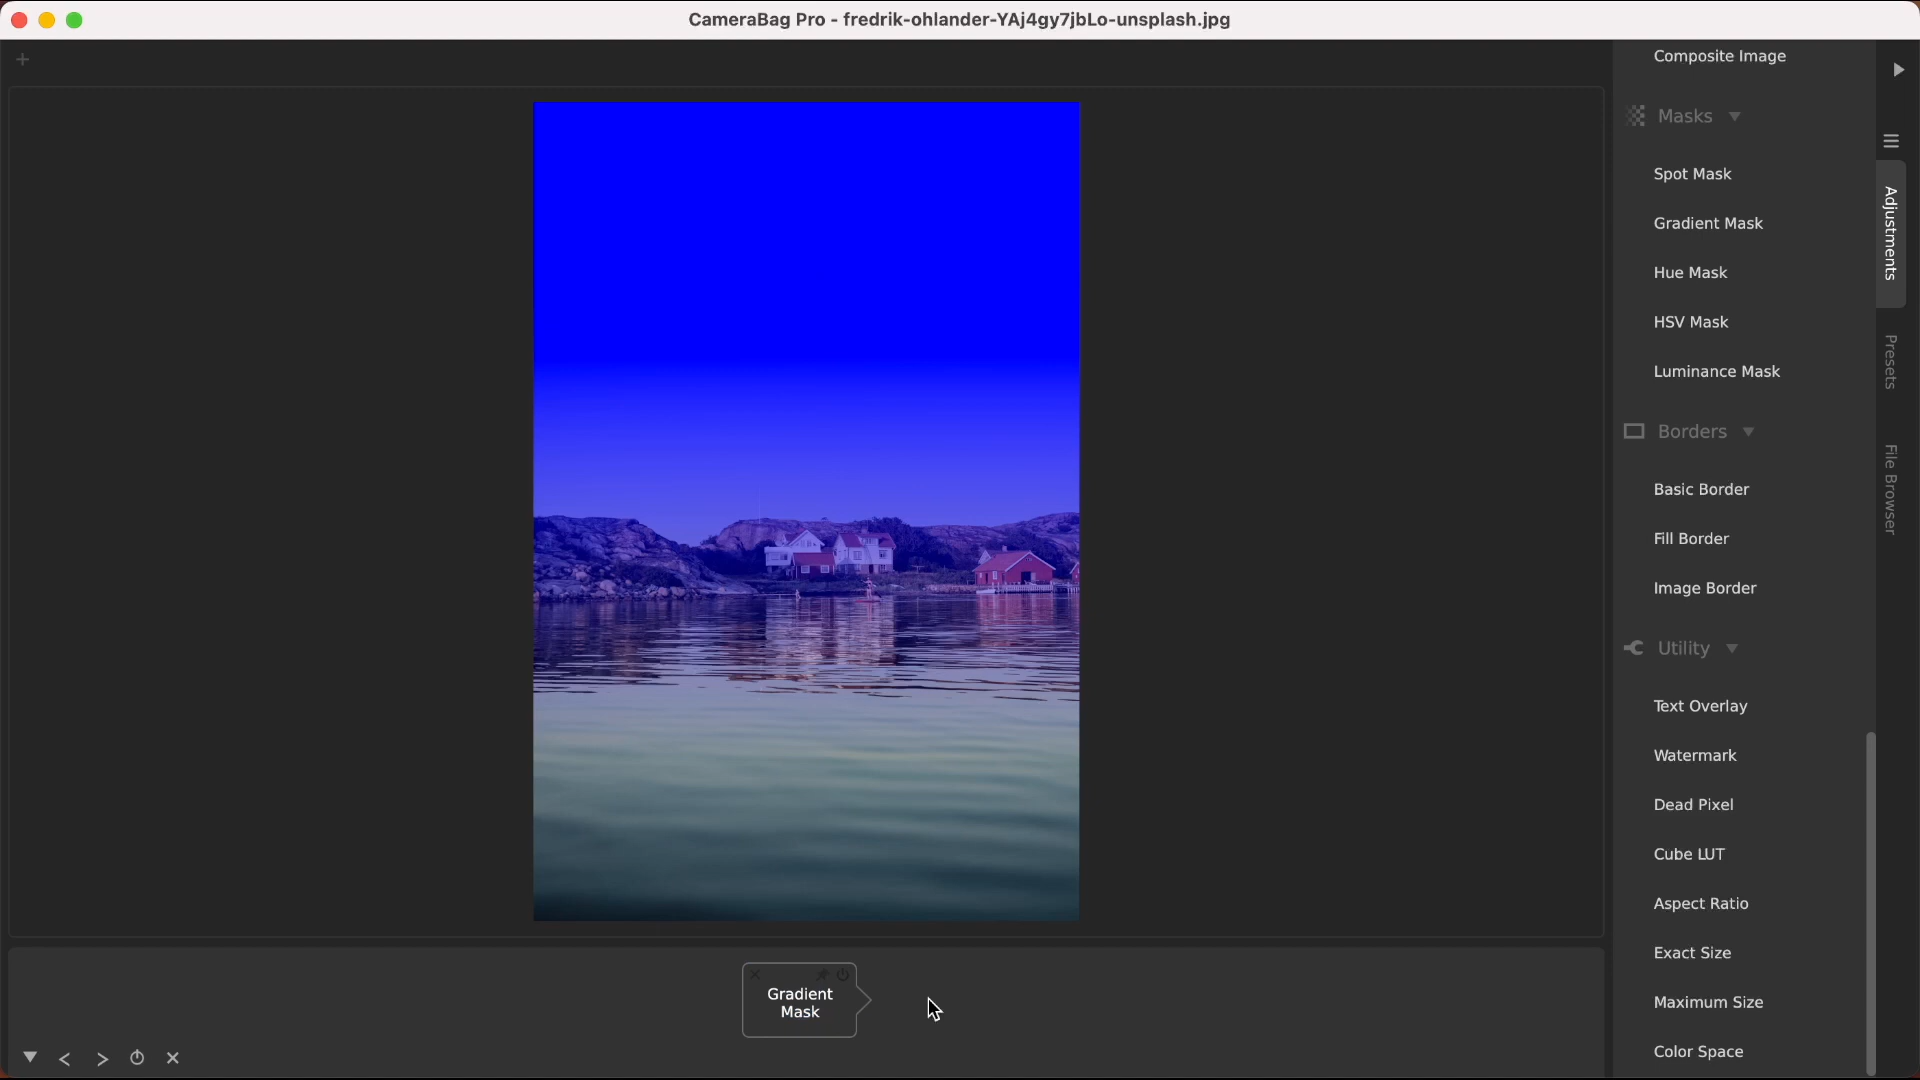 CameraBag Pro - fredrik-ohlander-YAj4gy7jbLo-unsplash.jpg
Composite Image
Masks
Spot Mask
Gradient Mask
Hue Mask
HSV Mask
Luminance Mask
Borders
Basic Border
Fill Border
Image Border
Utility
Text Overlay
Watermark
Dead Pixel
Cube LUT
Aspect Ratio
Exact Size
Maximum Size
Color Space
Adjustments
Presets
File Browser
Gradient
Mask